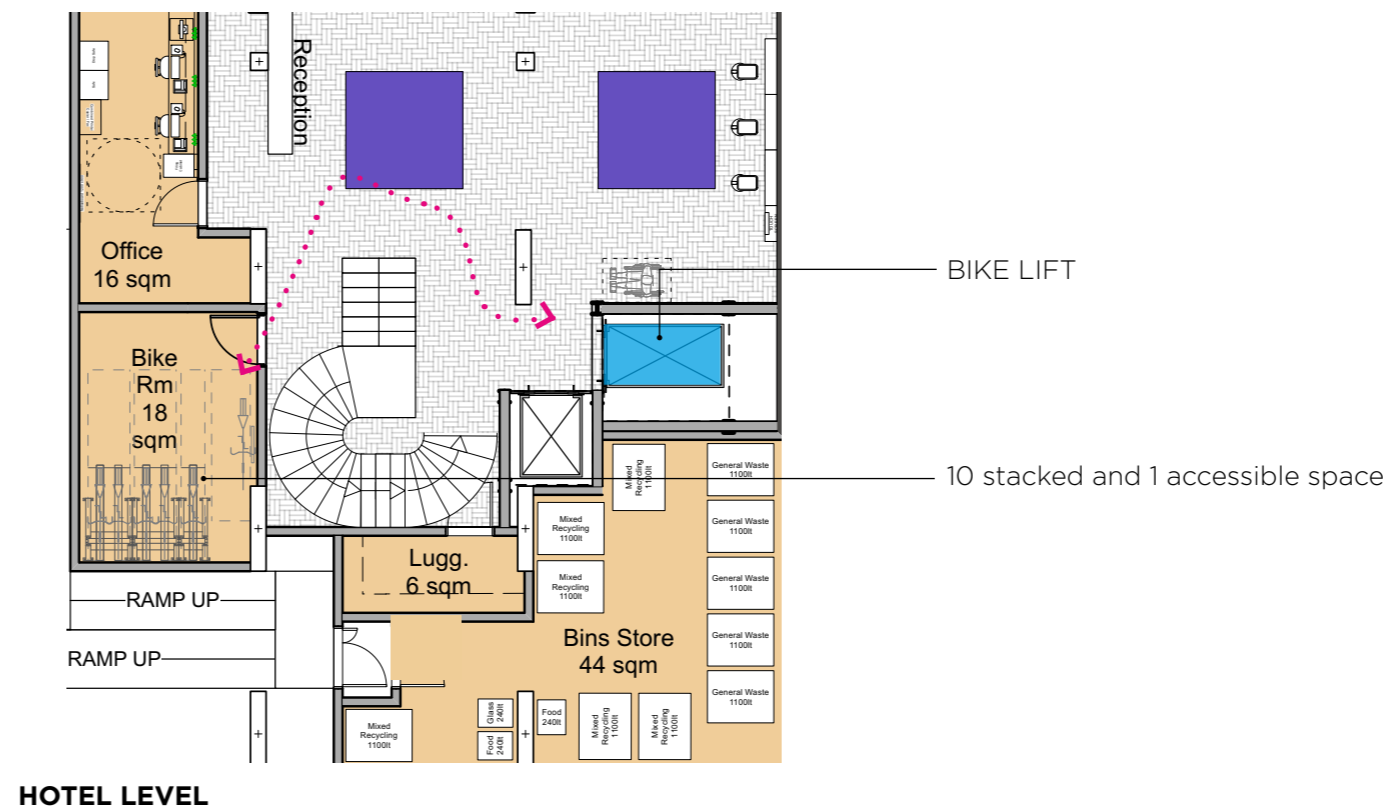 Reception
Office
16 sqm
BIKE LIFT
Bike
Rm
18
sqm
10 stacked and 1 accessible space
Mixed
Recycling
1100lt
General Waste
1100lt
Mixed
Recycling
1100lt
General Waste
1100lt
Lugg.
6 sqm
Mixed
Recycling
1100lt
General Waste
1100lt
RAMP UP
Bins Store
44 sqm
General Waste
1100lt
RAMP UP
General Waste
1100lt
Mixed
Recycling
1100lt
Glass
240lt
Food
240lt
Food
240lt
Mixed
Recycling
1100lt
Mixed
Recycling
1100lt
HOTEL LEVEL